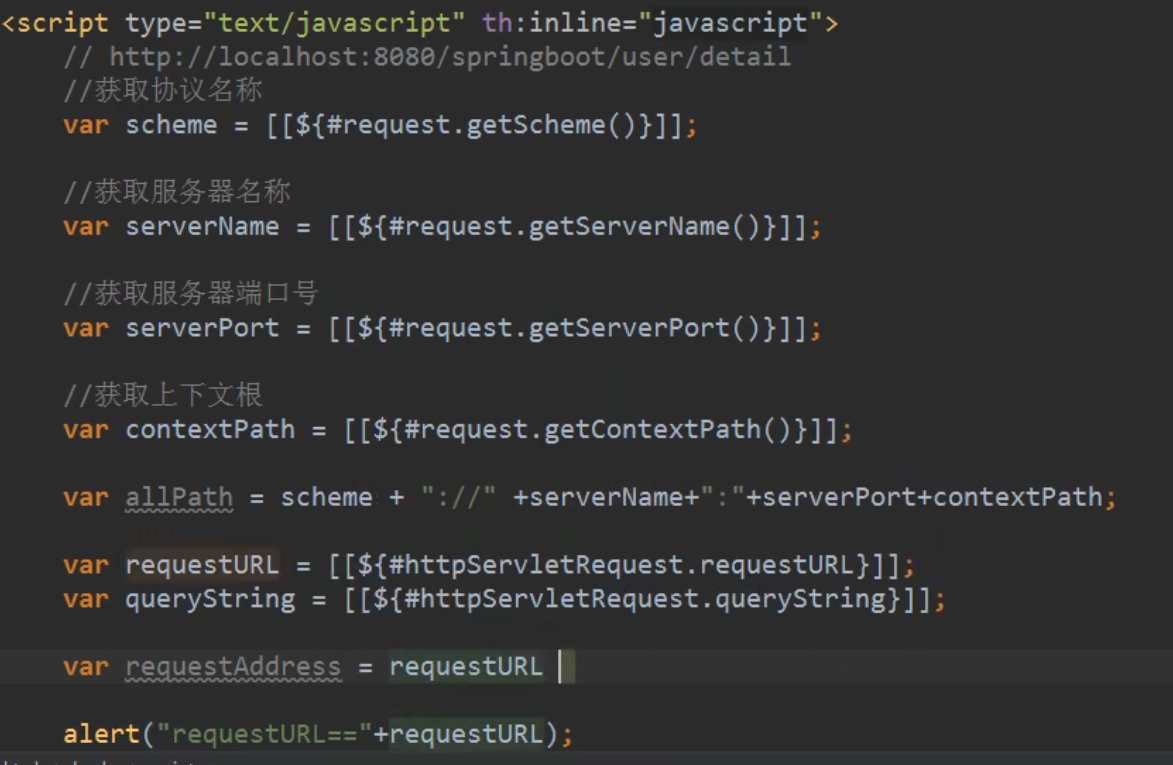 <script type="text/javascript" th:inline="javascript">
// http://localhost:8080/springboot/user/detail
//获取协议名称
var scheme = [[${#request.getScheme()}]];
//获取服务器名称
var serverName = [[${#request.getServerName()}]];
//获取服务器端口号
var serverPort = [[${#request.getServerPort()}]];
//获取上下文根
var contextPath = [[${#request.getContextPath()}]];
var allPath = scheme + "://" +serverName+":"+serverPort+contextPath;
var requestURL = [[${#httpServletRequest.requestURL}]];
var queryString = [[${#httpServletRequest.queryString}]];
var requestAddress = requestURL
alert("requestURL=="+requestURL);